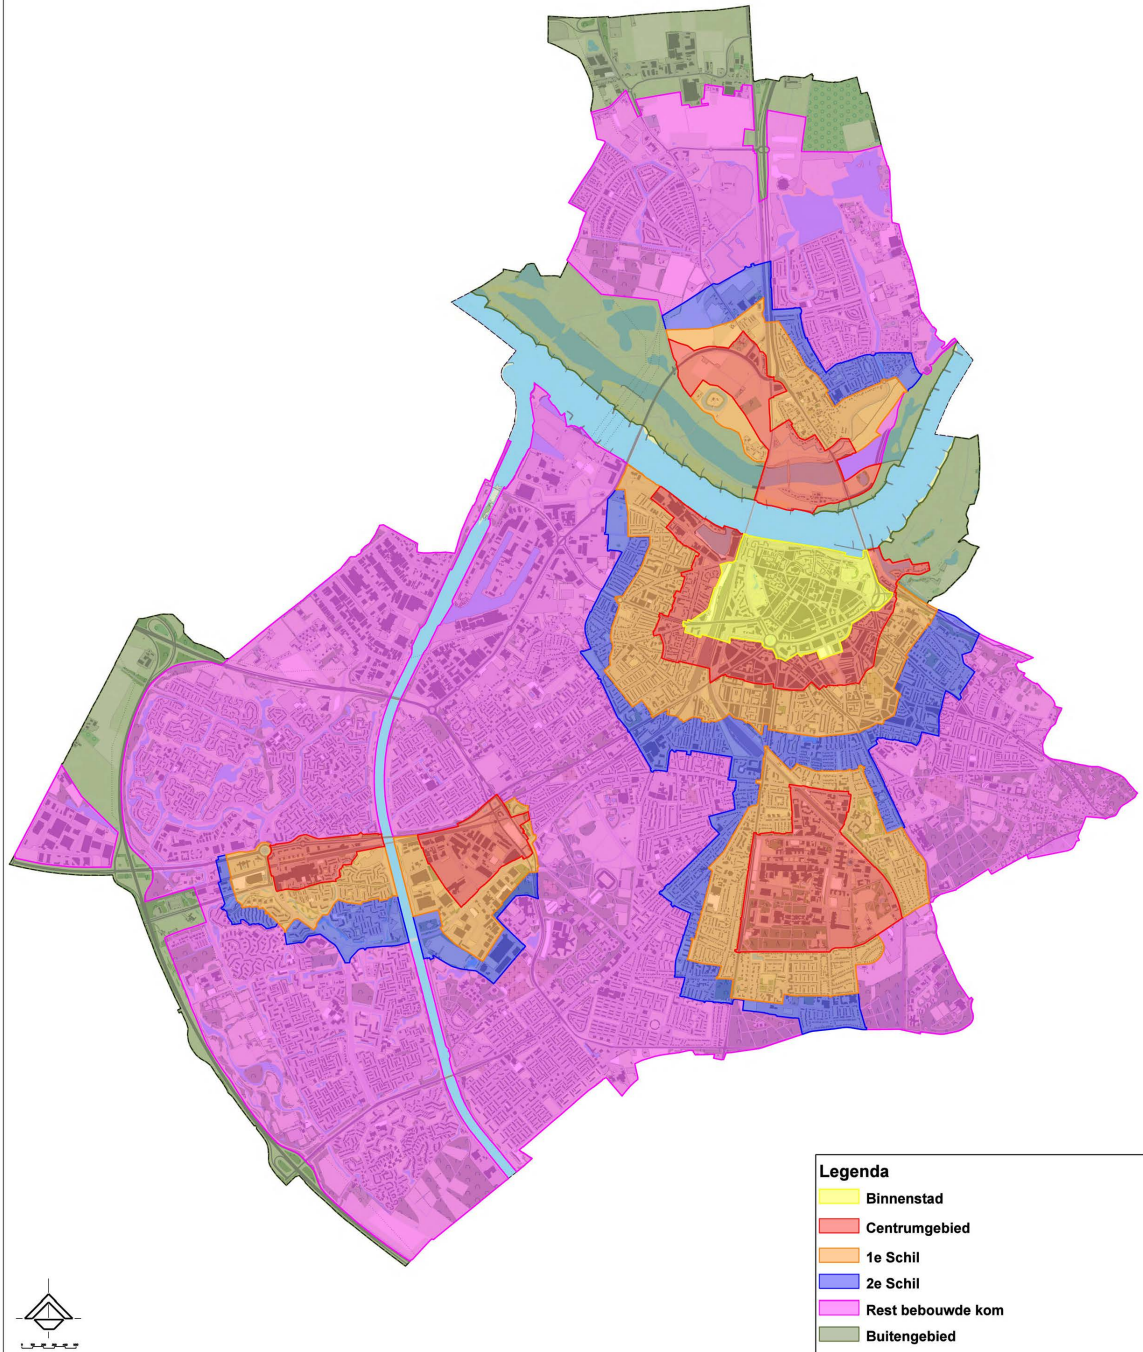 Legenda
Binnenstad
Centrumgebied
1e Schil
2e Schil
Rest bebouwde kom
Buitengebied